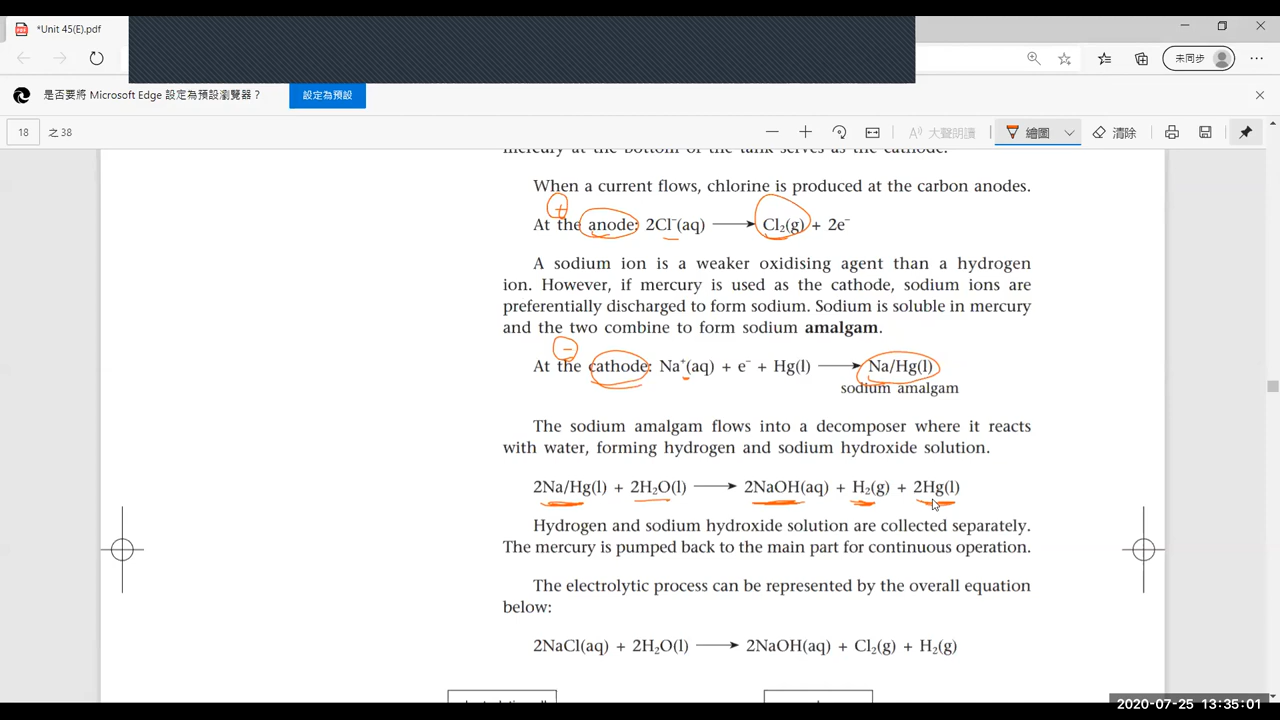 *Unit 45(E).pdf
未同步
是否要將 Microsoft Edge 設定為預設瀏覽器？
設定為預設
18 之 38
大聲朗讀
繪圖
清除
mercury at the bottom of the tank serves as the cathode.
When a current flows, chlorine is produced at the carbon anodes.
+
At the anode: 2Cl⁻(aq) ⟶ Cl₂(g) + 2e⁻
A sodium ion is a weaker oxidising agent than a hydrogen
ion. However, if mercury is used as the cathode, sodium ions are
preferentially discharged to form sodium. Sodium is soluble in mercury
and the two combine to form sodium amalgam.
−
At the cathode: Na⁺(aq) + e⁻ + Hg(l) ⟶ Na/Hg(l)
sodium amalgam
The sodium amalgam flows into a decomposer where it reacts
with water, forming hydrogen and sodium hydroxide solution.
2Na/Hg(l) + 2H₂O(l) ⟶ 2NaOH(aq) + H₂(g) + 2Hg(l)
Hydrogen and sodium hydroxide solution are collected separately.
The mercury is pumped back to the main part for continuous operation.
The electrolytic process can be represented by the overall equation
below:
2NaCl(aq) + 2H₂O(l) ⟶ 2NaOH(aq) + Cl₂(g) + H₂(g)
2020-07-25 13:35:01